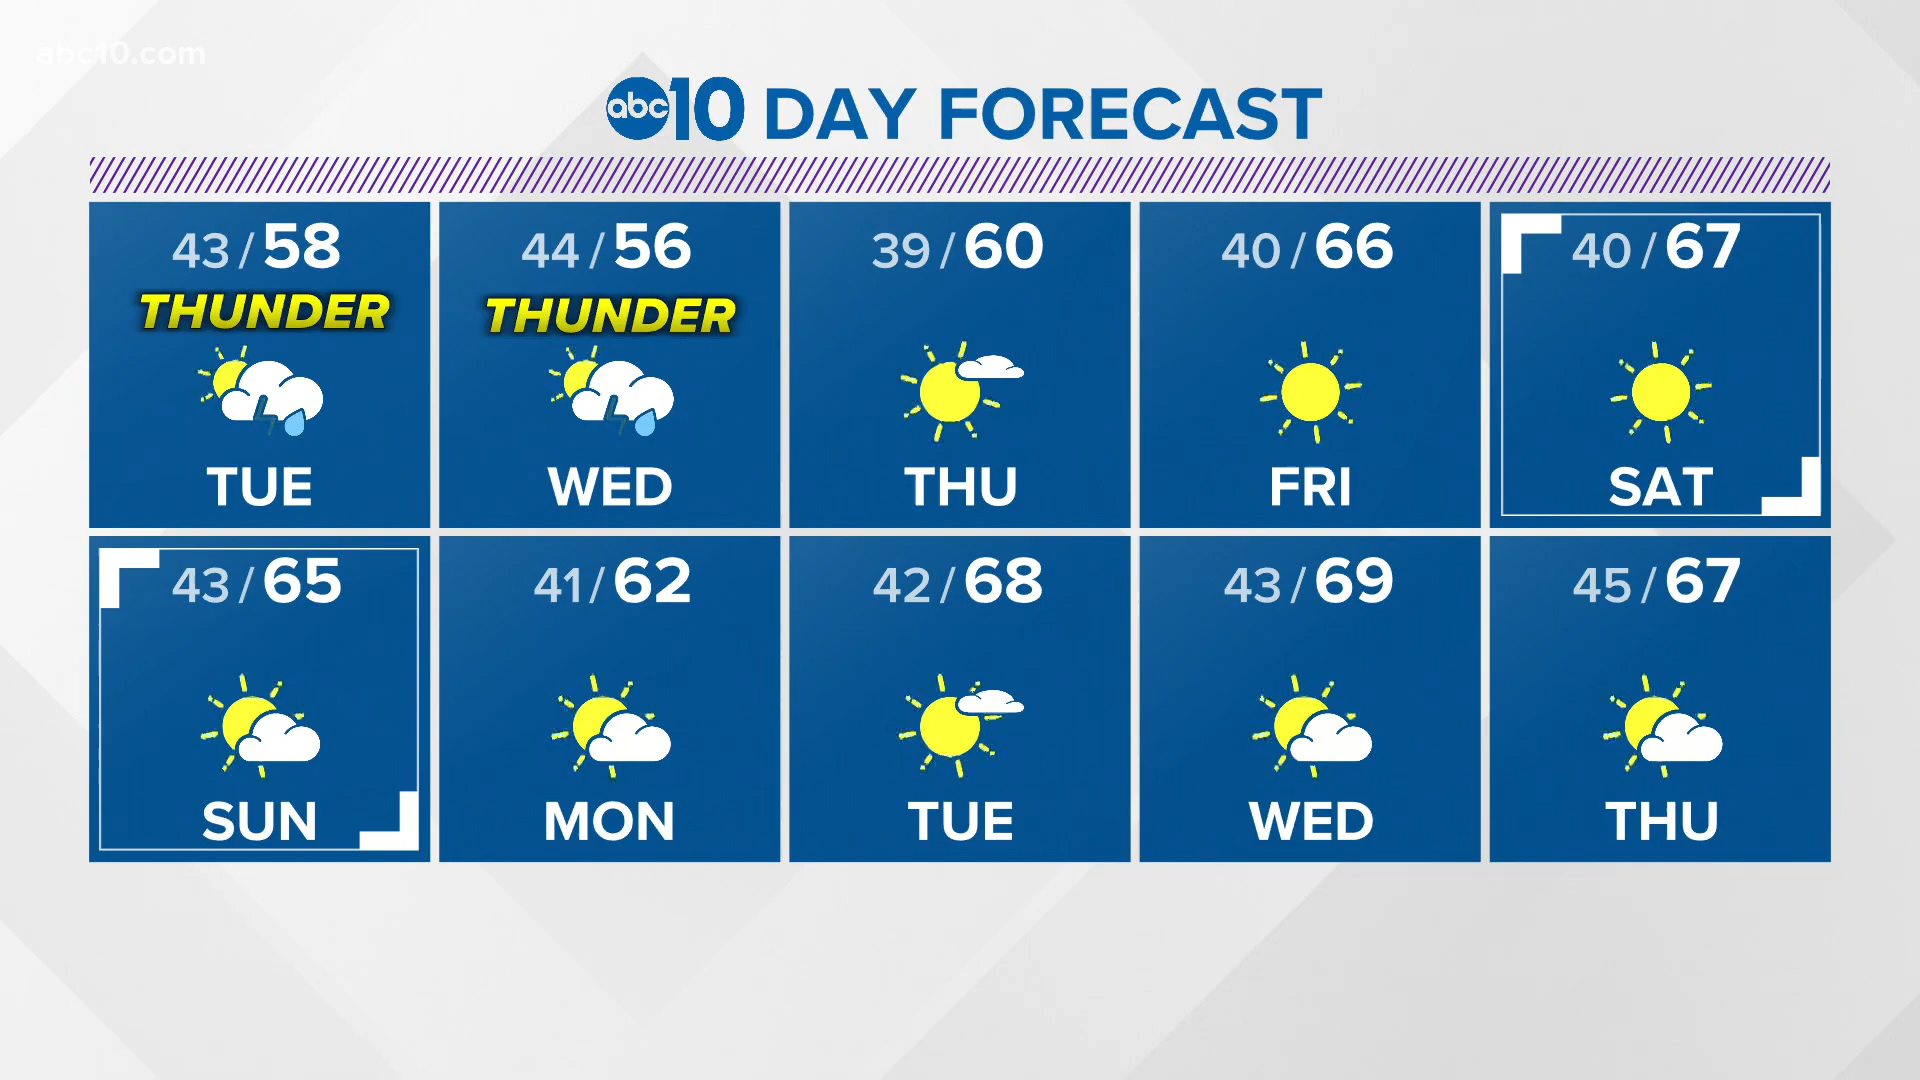 abc10.com
abc10 DAY FORECAST
43/58 44/56 39/60 40/66 40/67
THUNDER THUNDER
TUE WED THU FRI SAT
43/65 41/62 42/68 43/69 45/67
SUN MON TUE WED THU